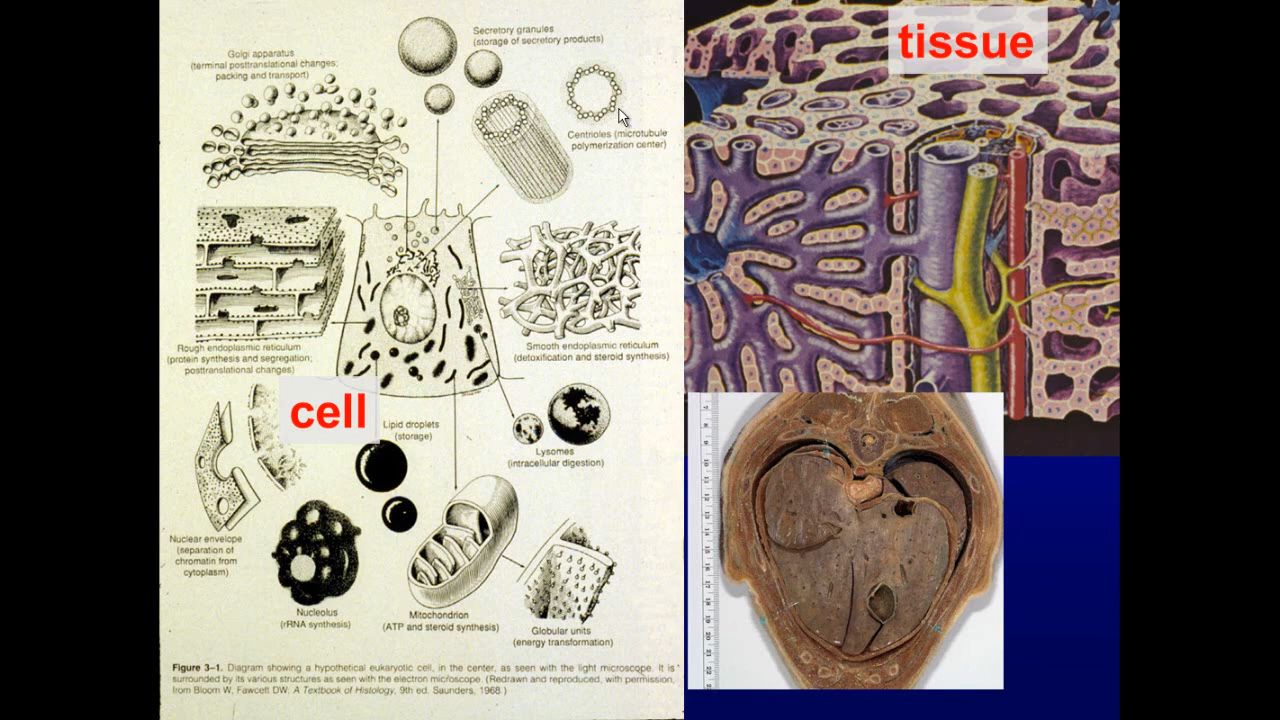 Secretory granules
(storage of secretory products)
Golgi apparatus
(terminal posttranslational changes;
packing and transport)
Centrioles (microtubule
polymerization center)
tissue
Rough endoplasmic reticulum
(protein synthesis and segregation;
posttranslational changes)
Smooth endoplasmic reticulum
(detoxification and steroid synthesis)
cell
Lipid droplets
(storage)
Lysomes
(intracellular digestion)
Nuclear envelope
(separation of
chromatin from
cytoplasm)
Nucleolus
(rRNA synthesis)
Mitochondrion
(ATP and steroid synthesis)
Globular units
(energy transformation)
Figure 3–1. Diagram showing a hypothetical eukaryotic cell, in the center, as seen with the light microscope. It is
surrounded by its various structures as seen with the electron microscope. (Redrawn and reproduced, with permission,
from Bloom W, Fawcett DW: A Textbook of Histology, 9th ed. Saunders, 1968.)